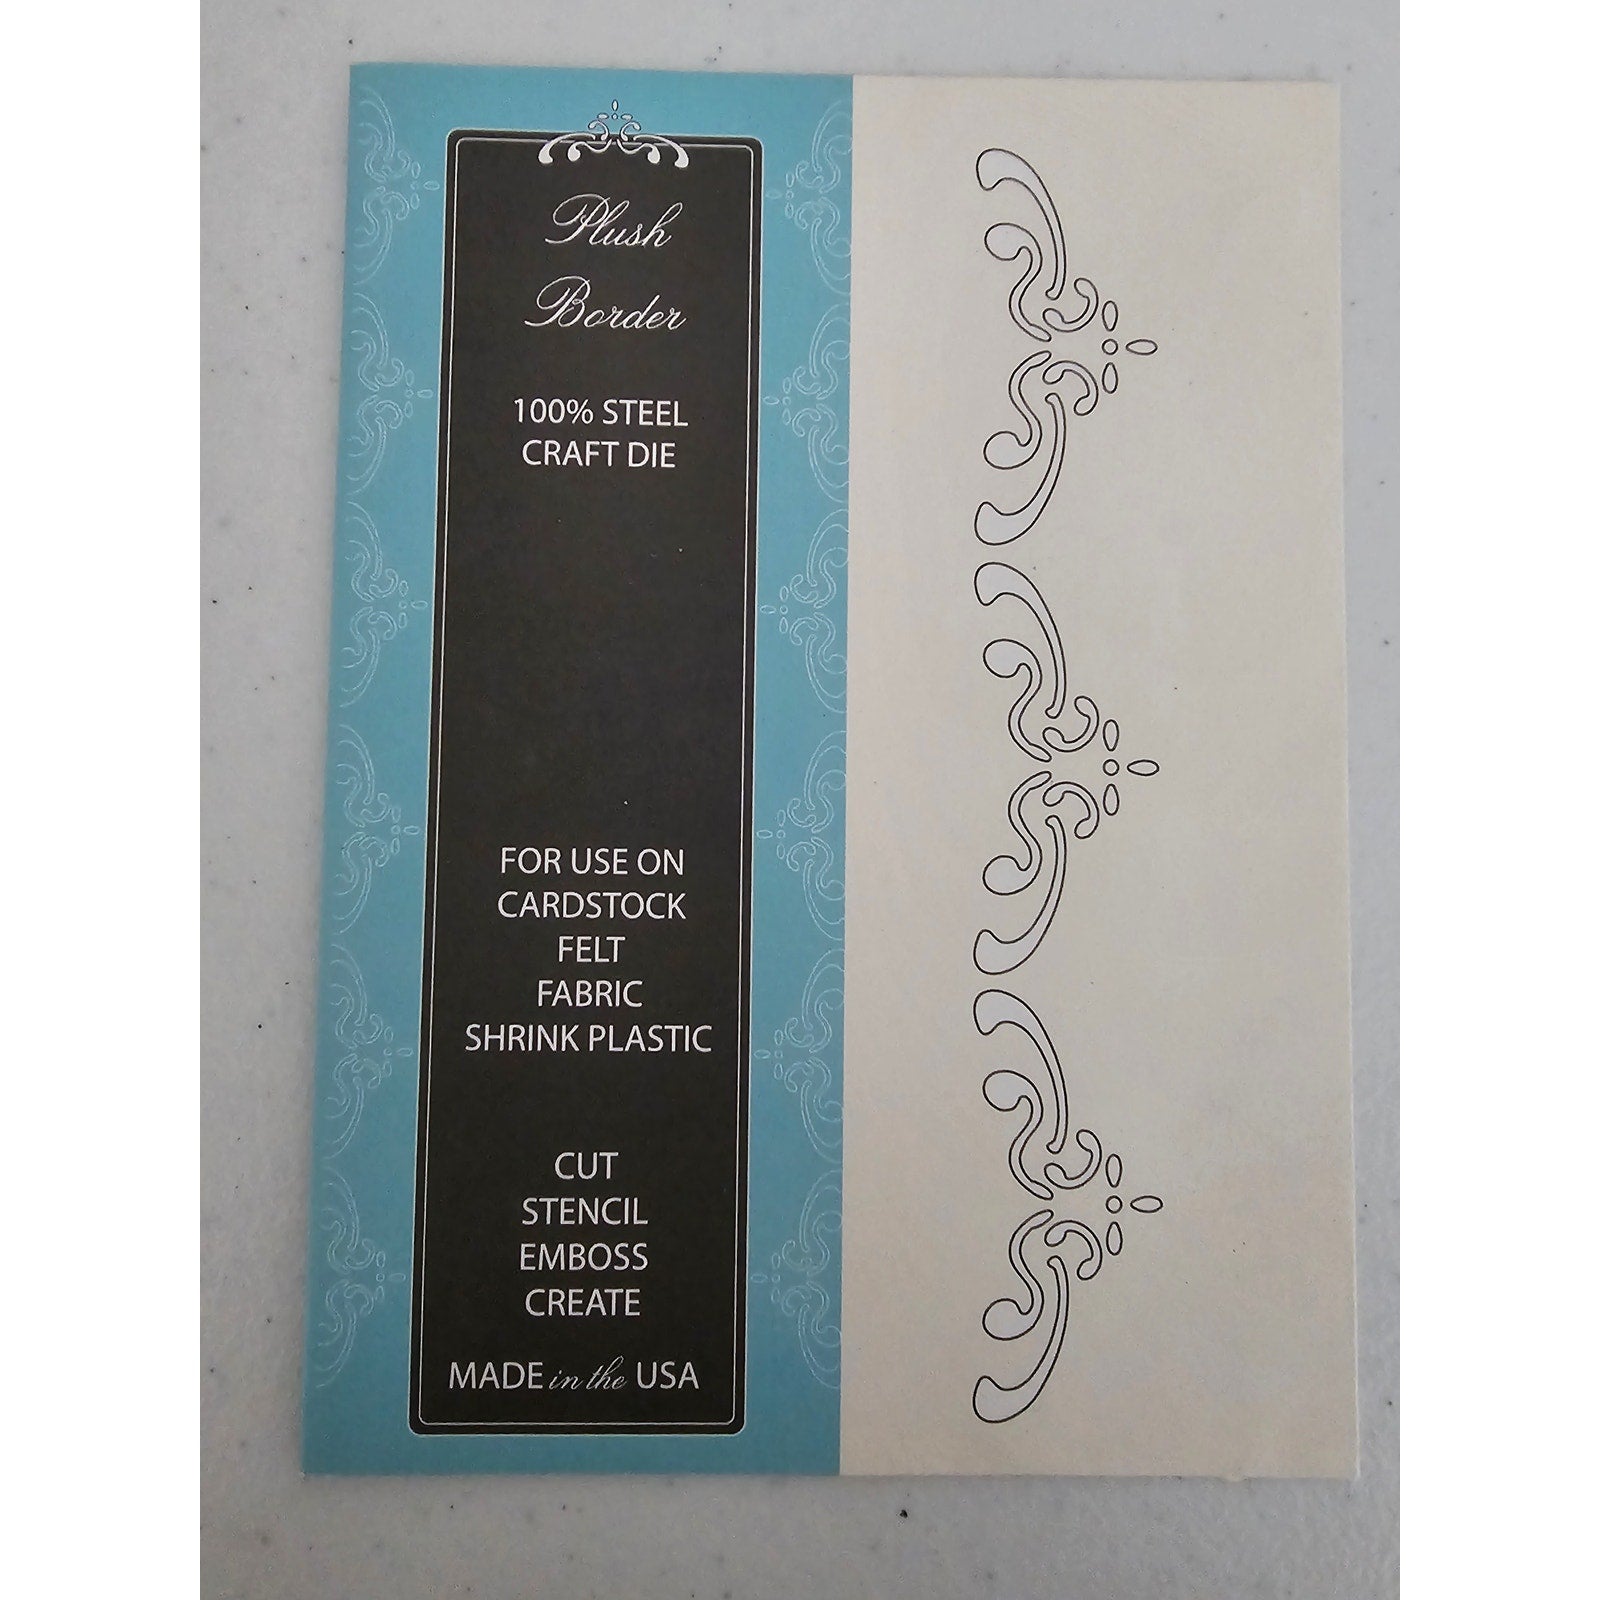 Plush
Border
100% STEEL
CRAFT DIE
FOR USE ON
CARDSTOCK
FELT
FABRIC
SHRINK PLASTIC
CUT
STENCIL
EMBOSS
CREATE
MADE in the USA